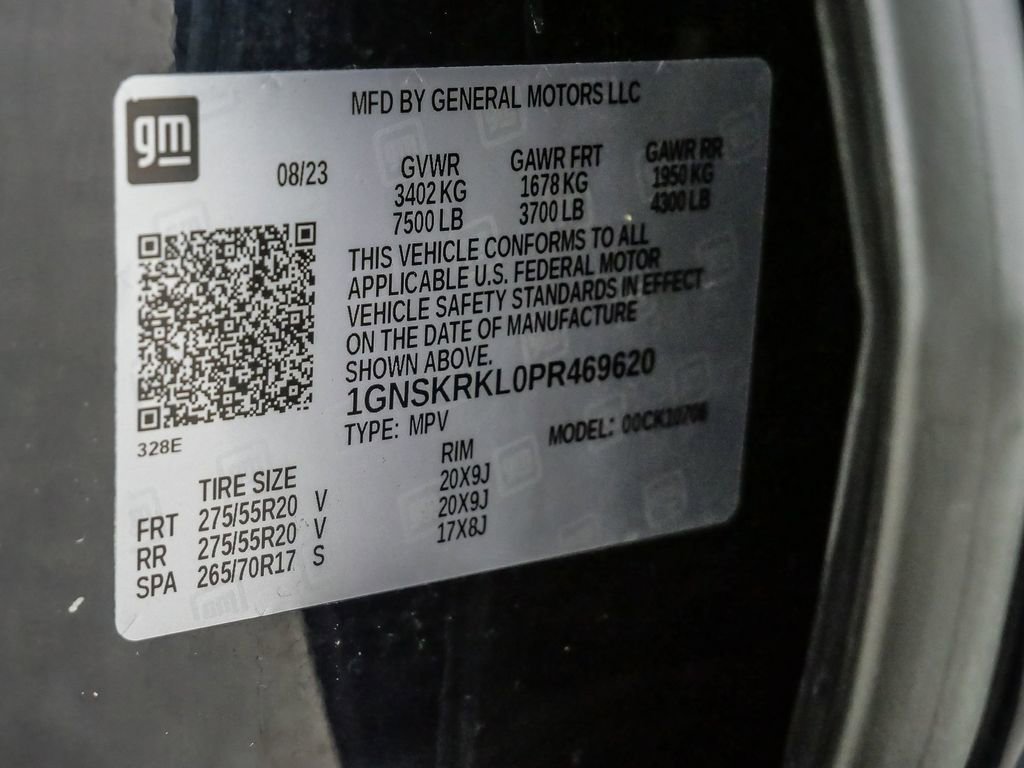 gm
MFD BY GENERAL MOTORS LLC
08/23
GVWR GAWR FRT GAWR RR
3402 KG 1678 KG 1950 KG
7500 LB 3700 LB 4300 LB
THIS VEHICLE CONFORMS TO ALL
APPLICABLE U.S. FEDERAL MOTOR
VEHICLE SAFETY STANDARDS IN EFFECT
ON THE DATE OF MANUFACTURE
SHOWN ABOVE.
1GNSKRKL0PR469620
TYPE: MPV MODEL: 00CK10706
328E
TIRE SIZE RIM
FRT 275/55R20 V 20X9J
RR 275/55R20 V 20X9J
SPA 265/70R17 S 17X8J